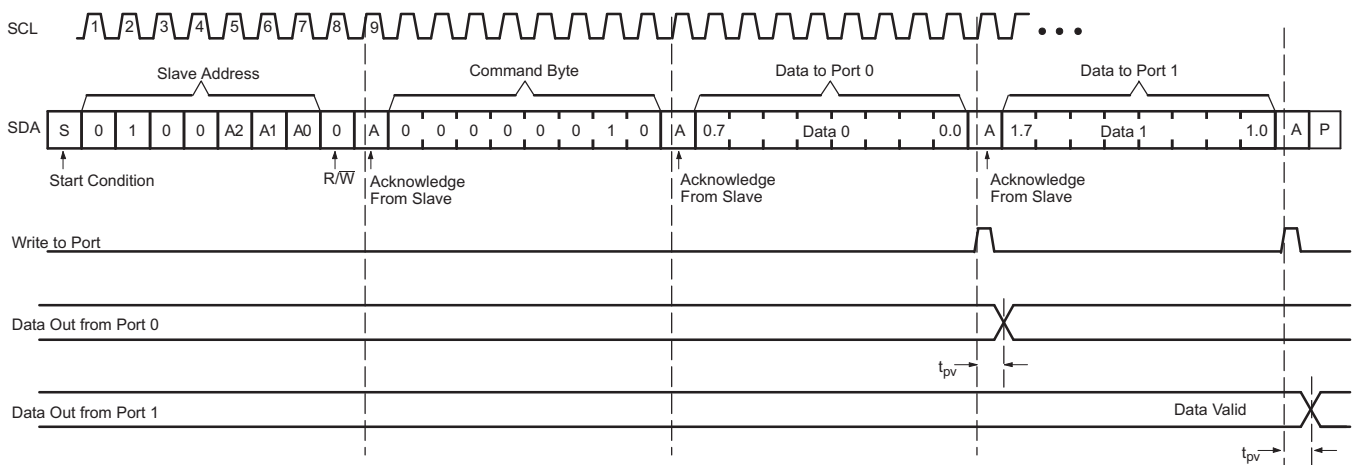 SCL 1 2 3 4 5 6 7 8 9
Slave Address Command Byte Data to Port 0 Data to Port 1
SDA S 0 1 0 0 A2 A1 A0 0 A 0 0 0 0 0 0 1 0 A 0.7 Data 0 0.0 A 1.7 Data 1 1.0 A P
Start Condition R/W̅ Acknowledge
From Slave
Acknowledge
From Slave
Acknowledge
From Slave
Write to Port
Data Out from Port 0
tpv
Data Out from Port 1 Data Valid
tpv